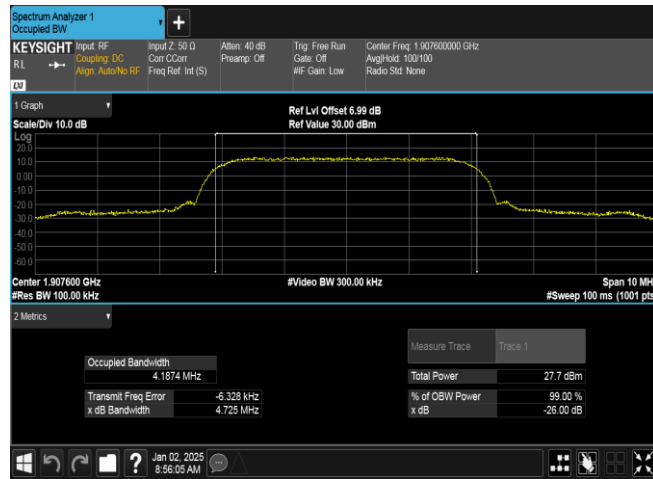 Spectrum Analyzer 1
Occupied BW
+
KEYSIGHT Input: RF Input Z: 50 Ω Atten: 40 dB Trig: Free Run Center Freq: 1.907600000 GHz
RL Coupling: DC Corr CCorr Preamp: Off Gate: Off Avg|Hold: 100/100
Align: Auto/No RF Freq Ref: Int (S) #IF Gain: Low Radio Std: None
LXI
1 Graph
Ref Lvl Offset 6.99 dB
Scale/Div 10.0 dB Ref Value 30.00 dBm
Log
20.0
10.0
0.00
-10.0
-20.0
-30.0
-40.0
-50.0
-60.0
Center 1.907600 GHz #Video BW 300.00 kHz Span 10 MH
#Res BW 100.00 kHz #Sweep 100 ms (1001 pts
2 Metrics
Measure Trace Trace 1
Occupied Bandwidth
4.1874 MHz Total Power 27.7 dBm
Transmit Freq Error -6.328 kHz % of OBW Power 99.00 %
x dB Bandwidth 4.725 MHz x dB -26.00 dB
? Jan 02, 2025
8:56:05 AM